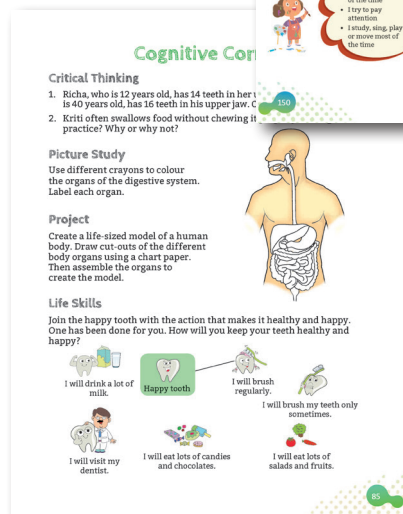 of the time
• I try to pay
attention
• I study, sing, play
or move most of
the time
150
Cognitive Cor
Critical Thinking
1. Richa, who is 12 years old, has 14 teeth in her
is 40 years old, has 16 teeth in his upper jaw.
2. Kriti often swallows food without chewing it
practice? Why or why not?
Picture Study
Use different crayons to colour
the organs of the digestive system.
Label each organ.
Project
Create a life-sized model of a human
body. Draw cut-outs of the different
body organs using a chart paper.
Then assemble the organs to
create the model.
Life Skills
Join the happy tooth with the action that makes it healthy and happy.
One has been done for you. How will you keep your teeth healthy and
happy?
I will drink a lot of
milk.
Happy tooth
I will brush
regularly.
I will brush my teeth only
sometimes.
I will visit my
dentist.
I will eat lots of candies
and chocolates.
I will eat lots of
salads and fruits.
85